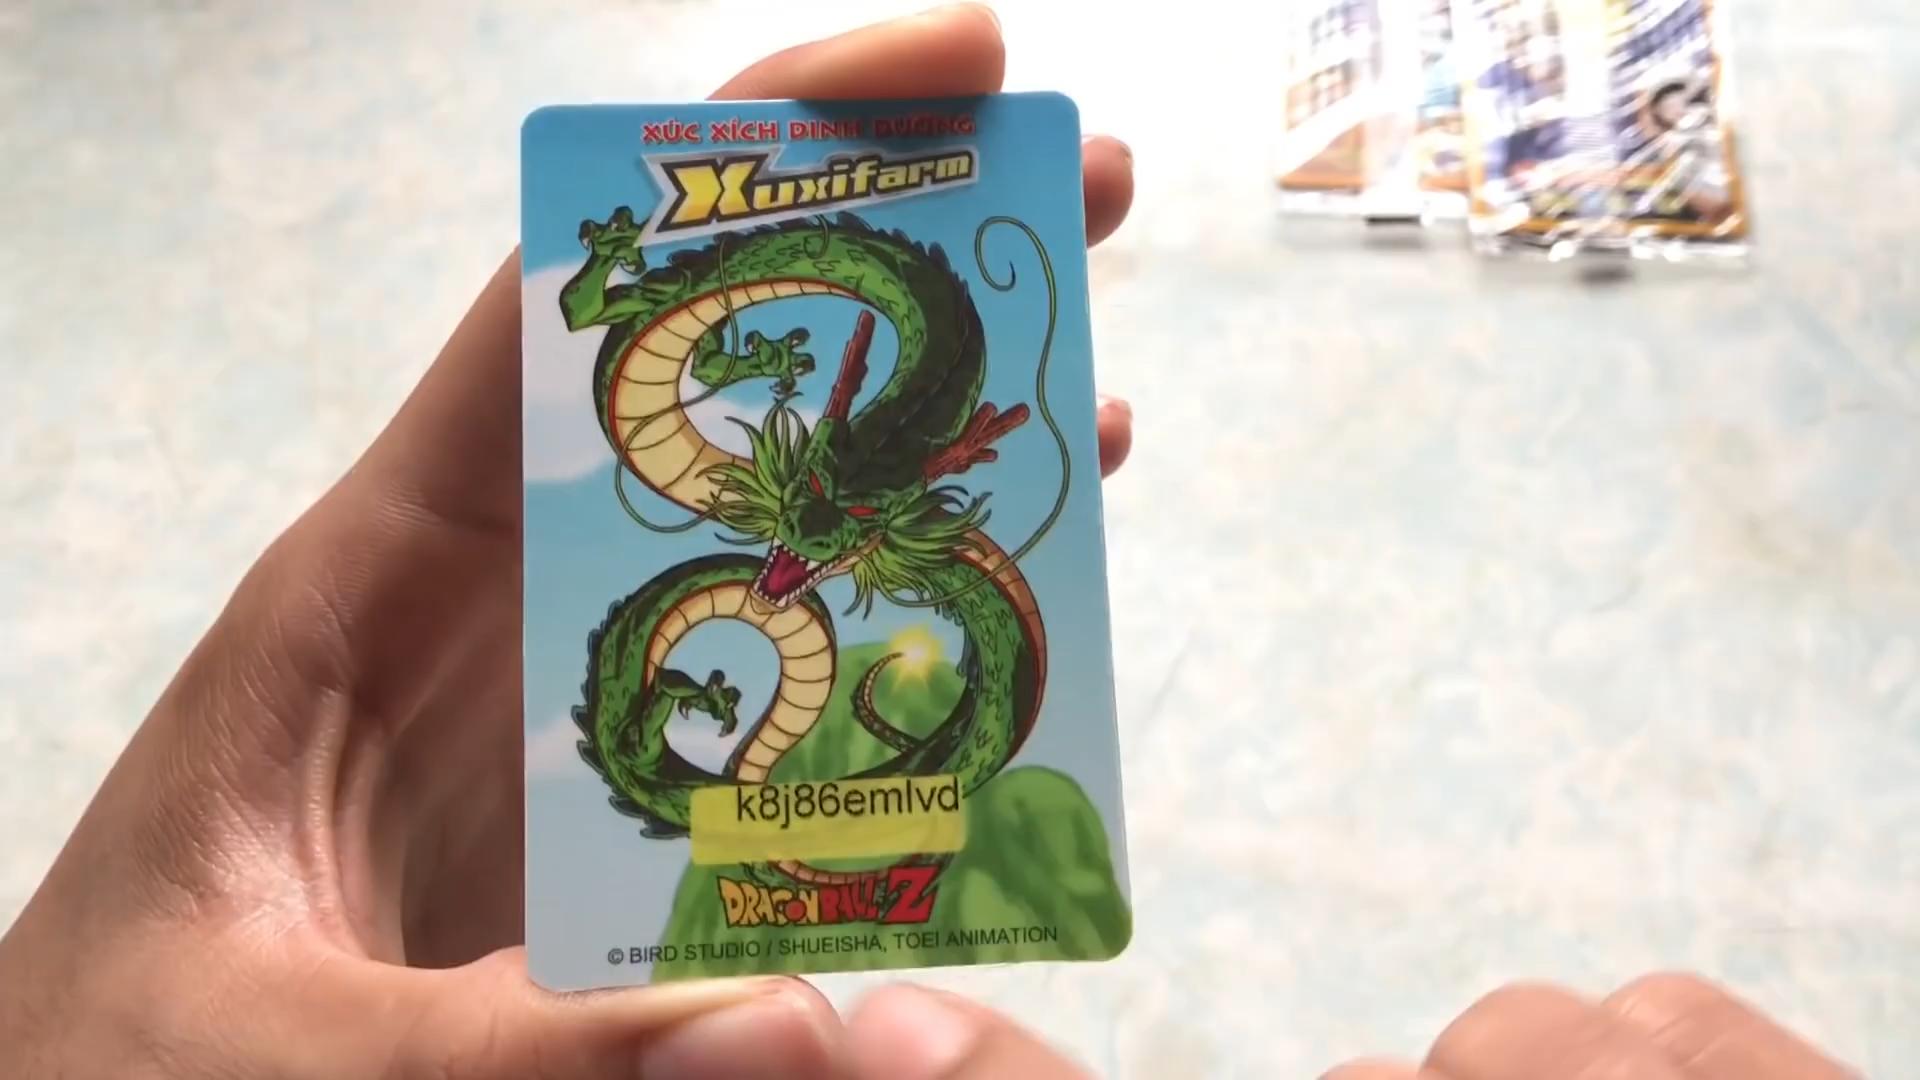 XÚC XÍCH DINH DƯỠNG
Xuxifarm
k8j86emlvd
DRAGON BALL Z
© BIRD STUDIO / SHUEISHA, TOEI ANIMATION